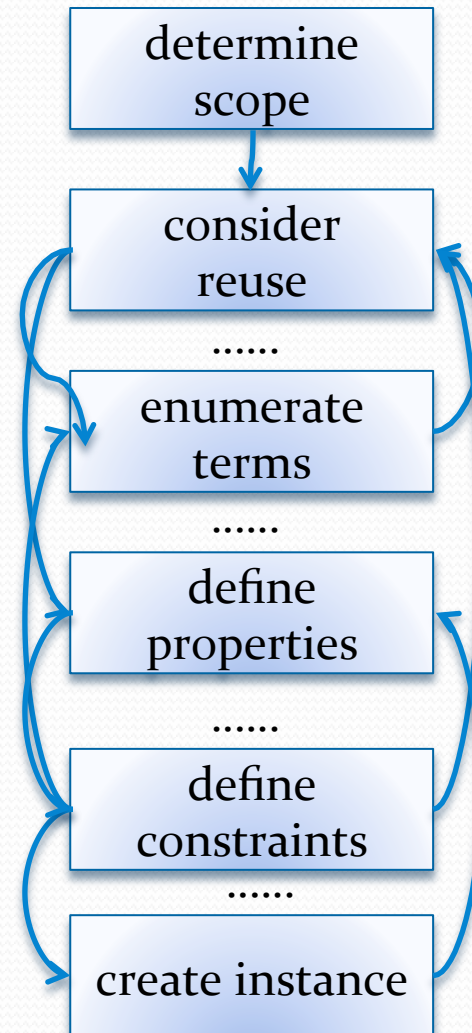 determine
scope
consider
reuse
......
enumerate
terms
......
define
properties
......
define
constraints
......
create instance